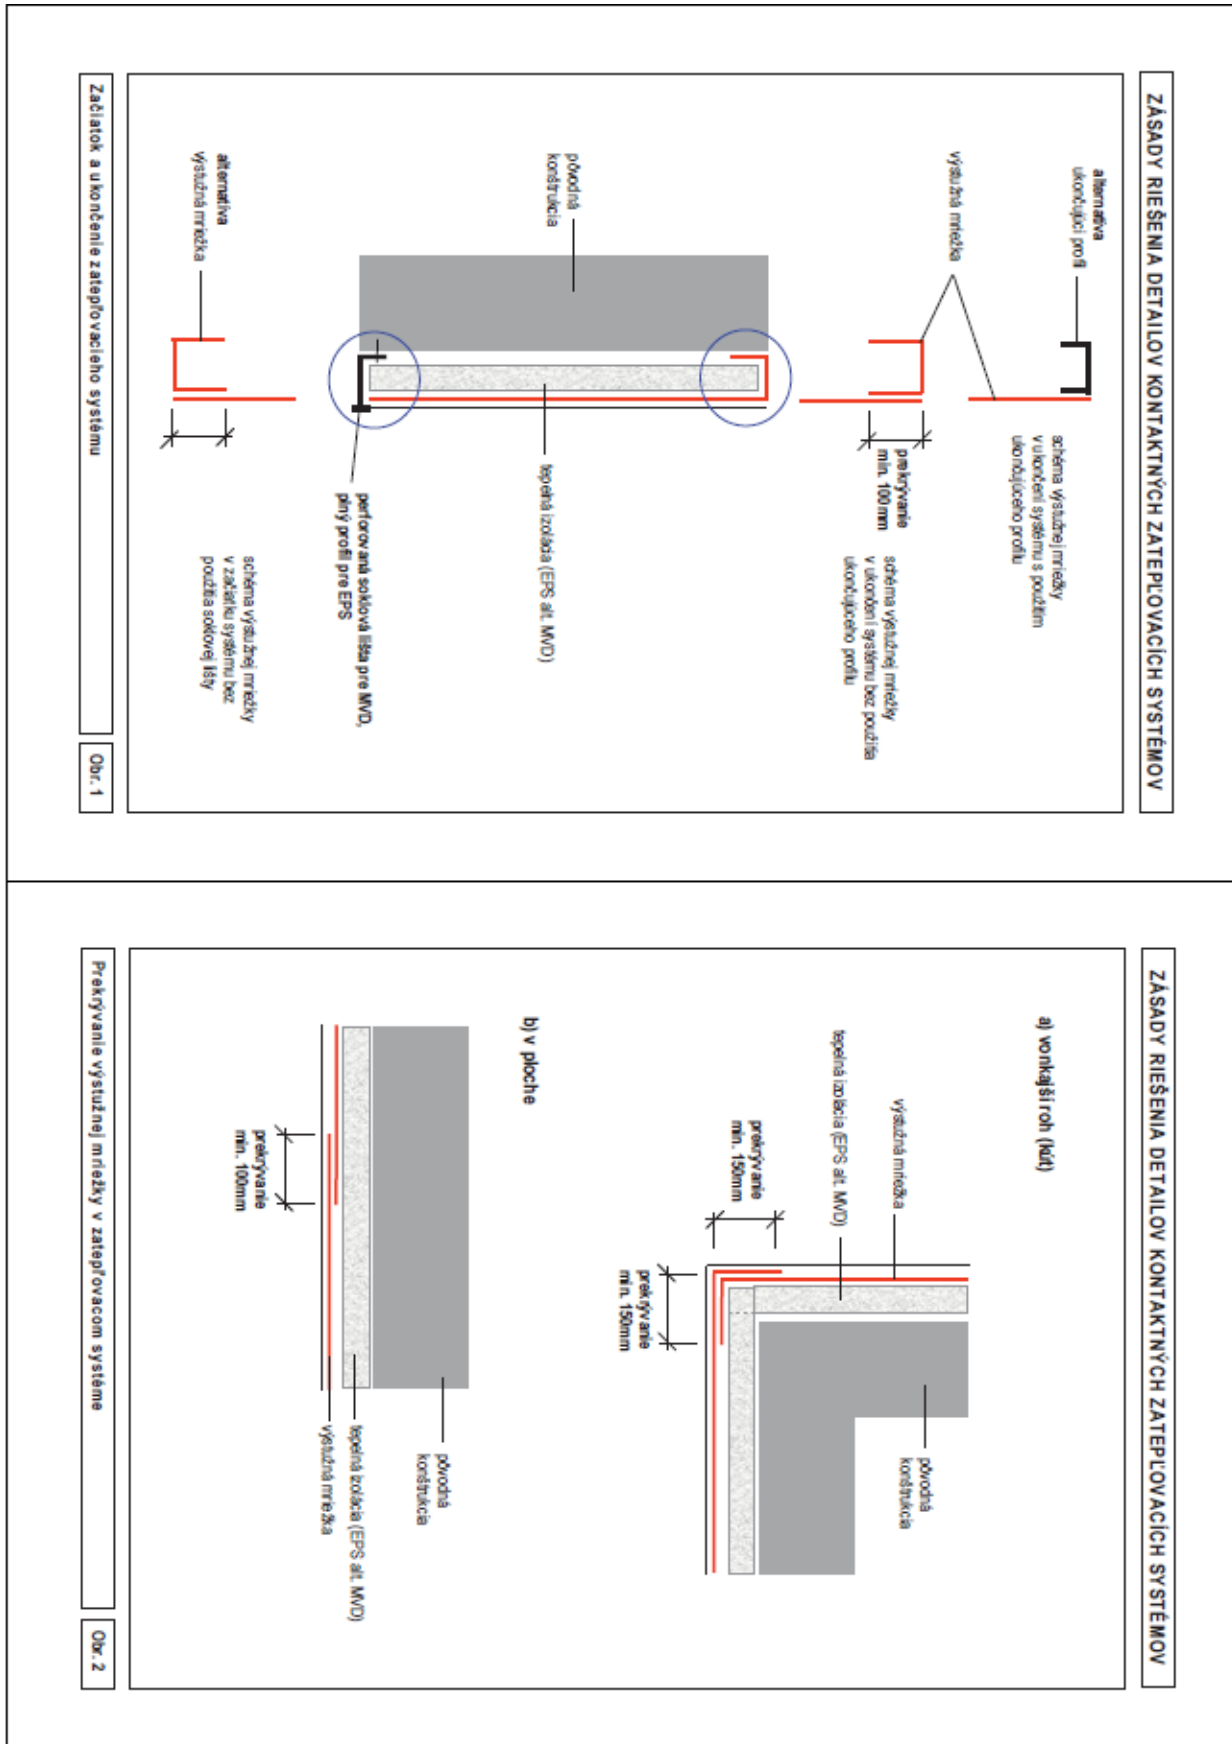 ZÁSADY RIEŠENIA DETAILOV KONTAKTNÝCH ZATEPĽOVACÍCH SYSTÉMOV
alternatíva
ukončujúci profil
schéma výstužnej mriežky
v ukončení systému s použitím
ukončujúceho profilu
výstužná mriežka
prekrývanie
min. 100mm
schéma výstužnej mriežky
v ukončení systému bez použitia
ukončujúceho profilu
pôvodná
konštrukcia
tepelná izolácia (EPS alt. MVD)
perforovaná soklová lišta pre MVD,
plný profil pre EPS
alternatíva
výstužná mriežka
schéma výstužnej mriežky
v začiatku systému bez
použitia soklovej lišty
Začiatok a ukončenie zatepľovacieho systému
Obr. 1
ZÁSADY RIEŠENIA DETAILOV KONTAKTNÝCH ZATEPĽOVACÍCH SYSTÉMOV
a) vonkajší roh (kút)
výstužná mriežka
tepelná izolácia (EPS alt. MVD)
prekrývanie
min. 150mm
prekrývanie
min. 150mm
pôvodná
konštrukcia
b) v ploche
pôvodná
konštrukcia
tepelná izolácia (EPS alt. MVD)
výstužná mriežka
prekrývanie
min. 100mm
Prekrývanie výstužnej mriežky v zatepľovacom systéme
Obr. 2